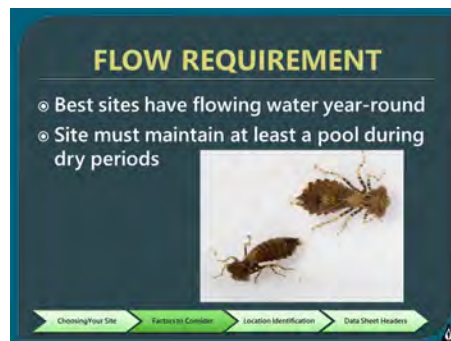 FLOW REQUIREMENT
Best sites have flowing water year-round
Site must maintain at least a pool during
dry periods
Choosing Your Site
Factors to Consider
Location Identification
Data Sheet Headers